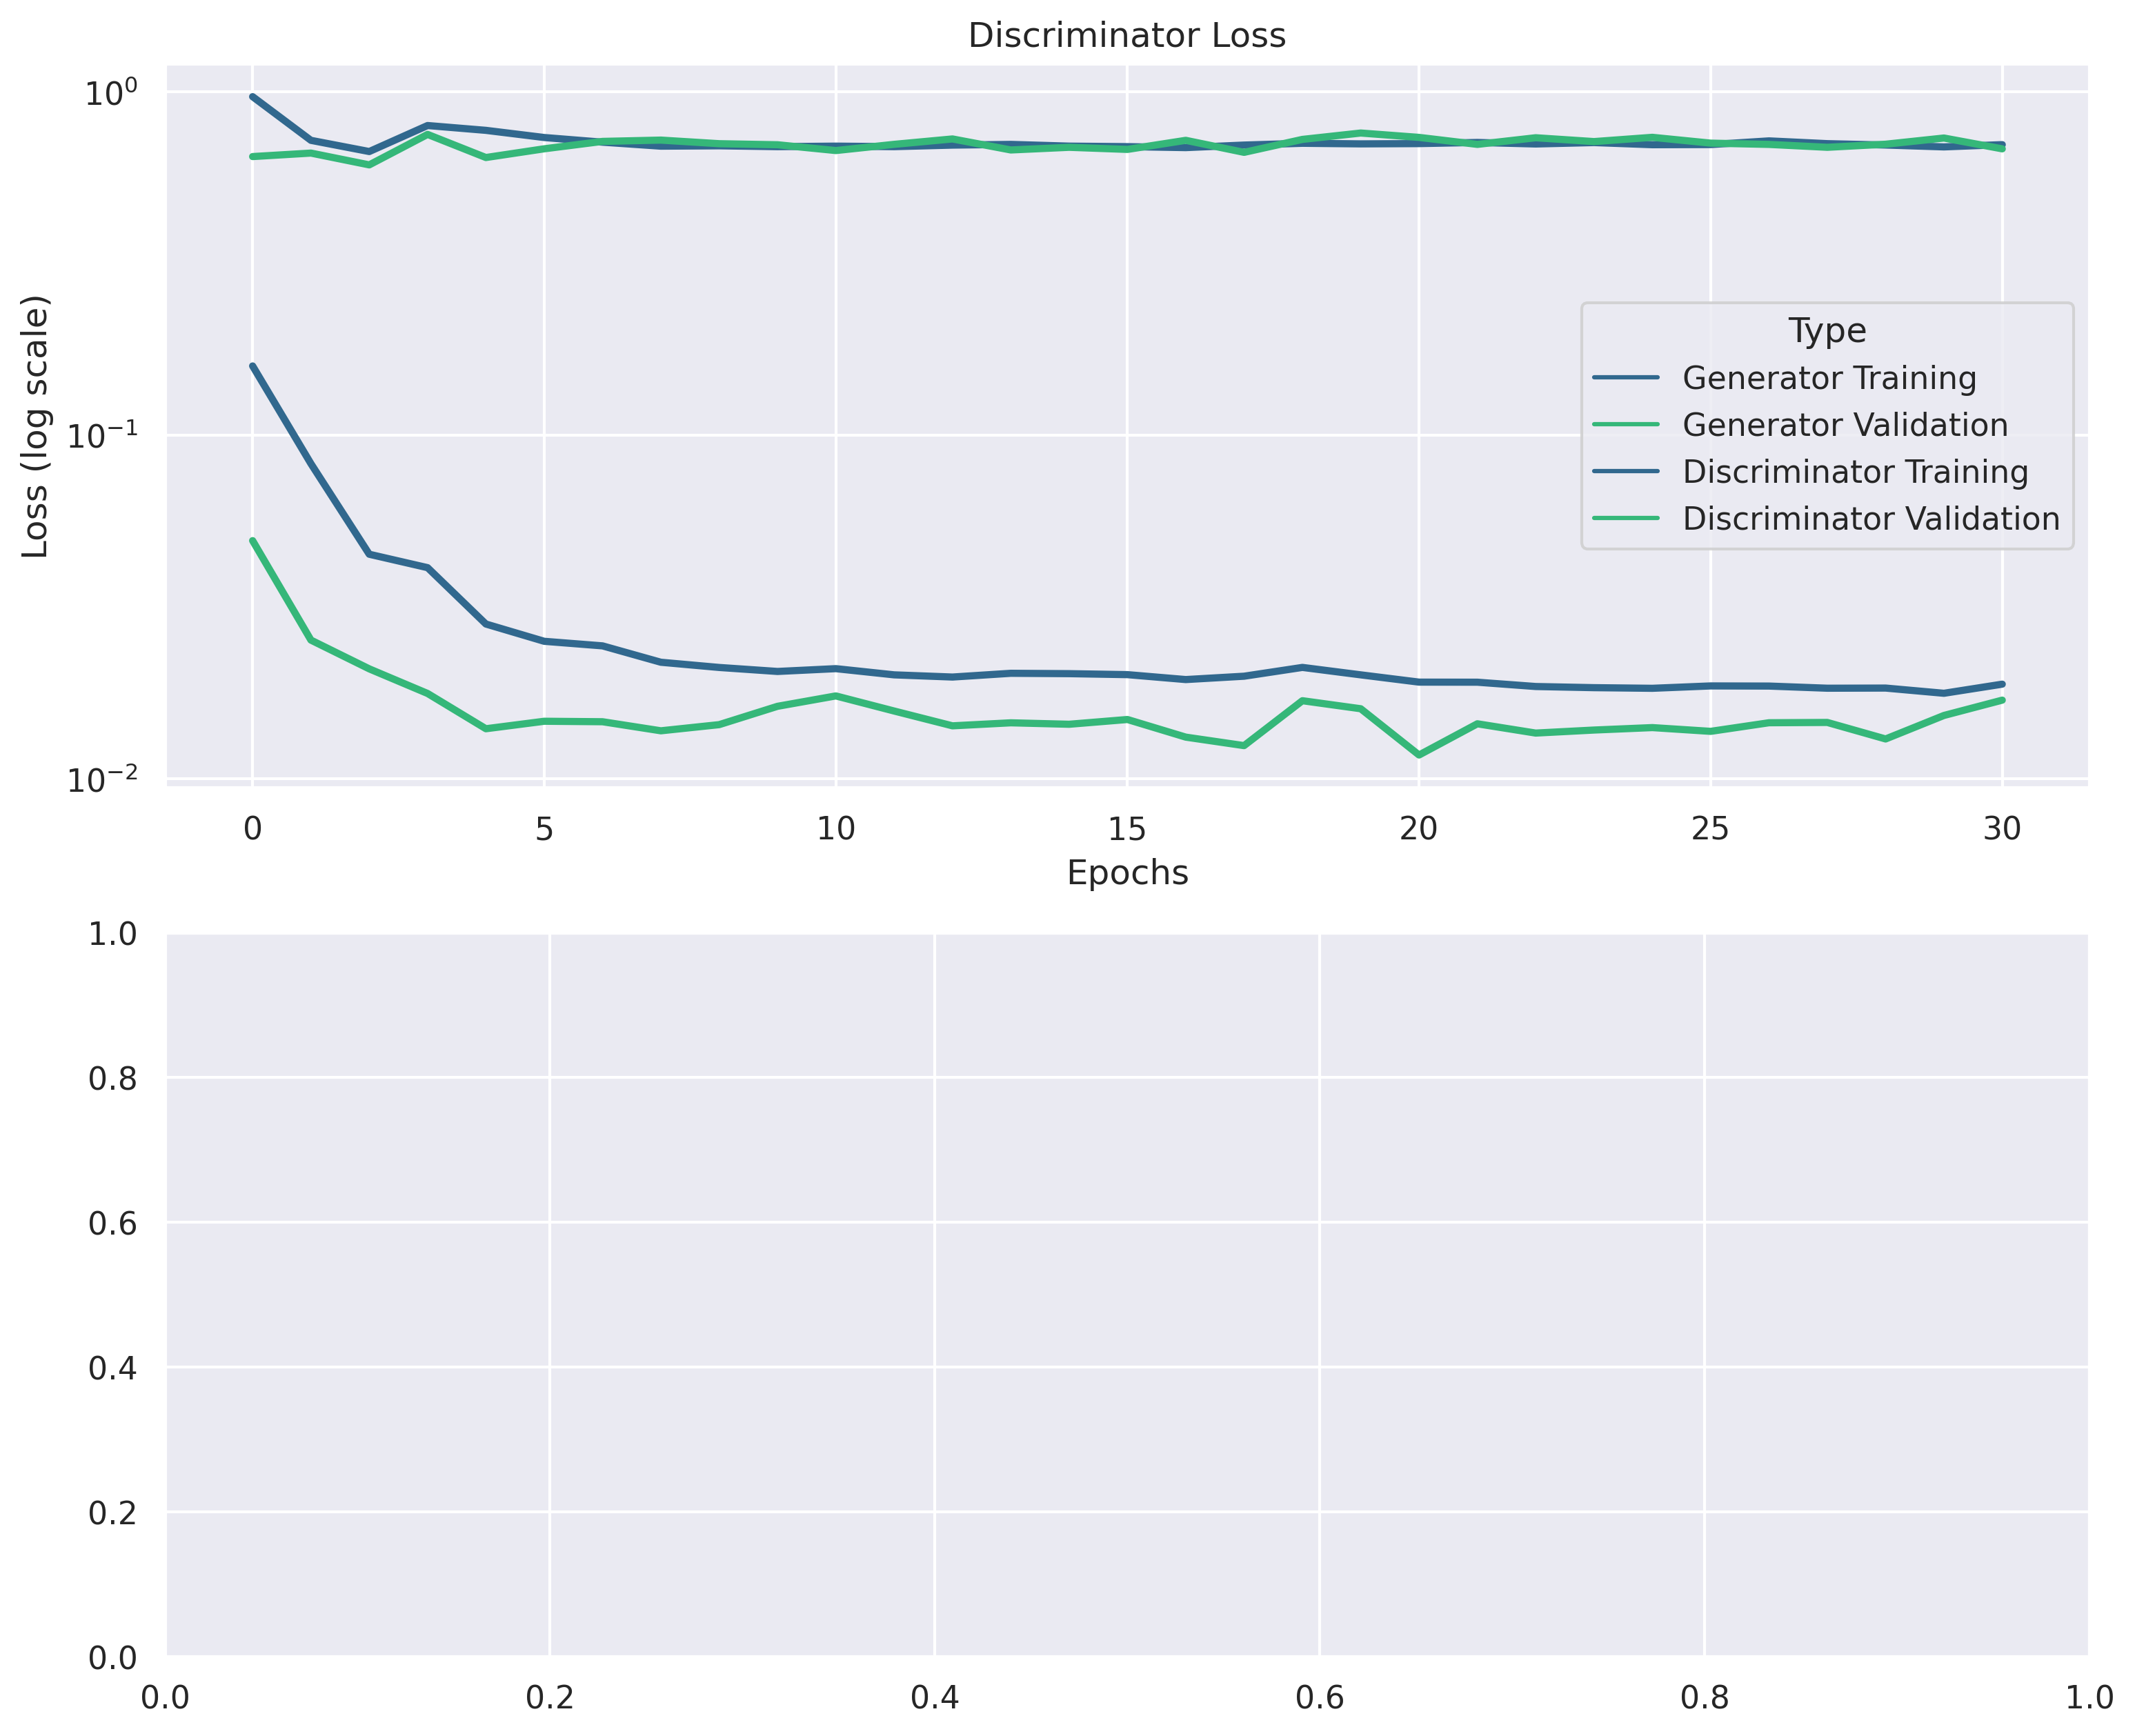 Discriminator Loss
10⁰
10⁻¹
10⁻²
Loss (log scale)
Type
Generator Training
Generator Validation
Discriminator Training
Discriminator Validation
0 5 10 15 20 25 30
Epochs
1.0
0.8
0.6
0.4
0.2
0.0
0.0 0.2 0.4 0.6 0.8 1.0